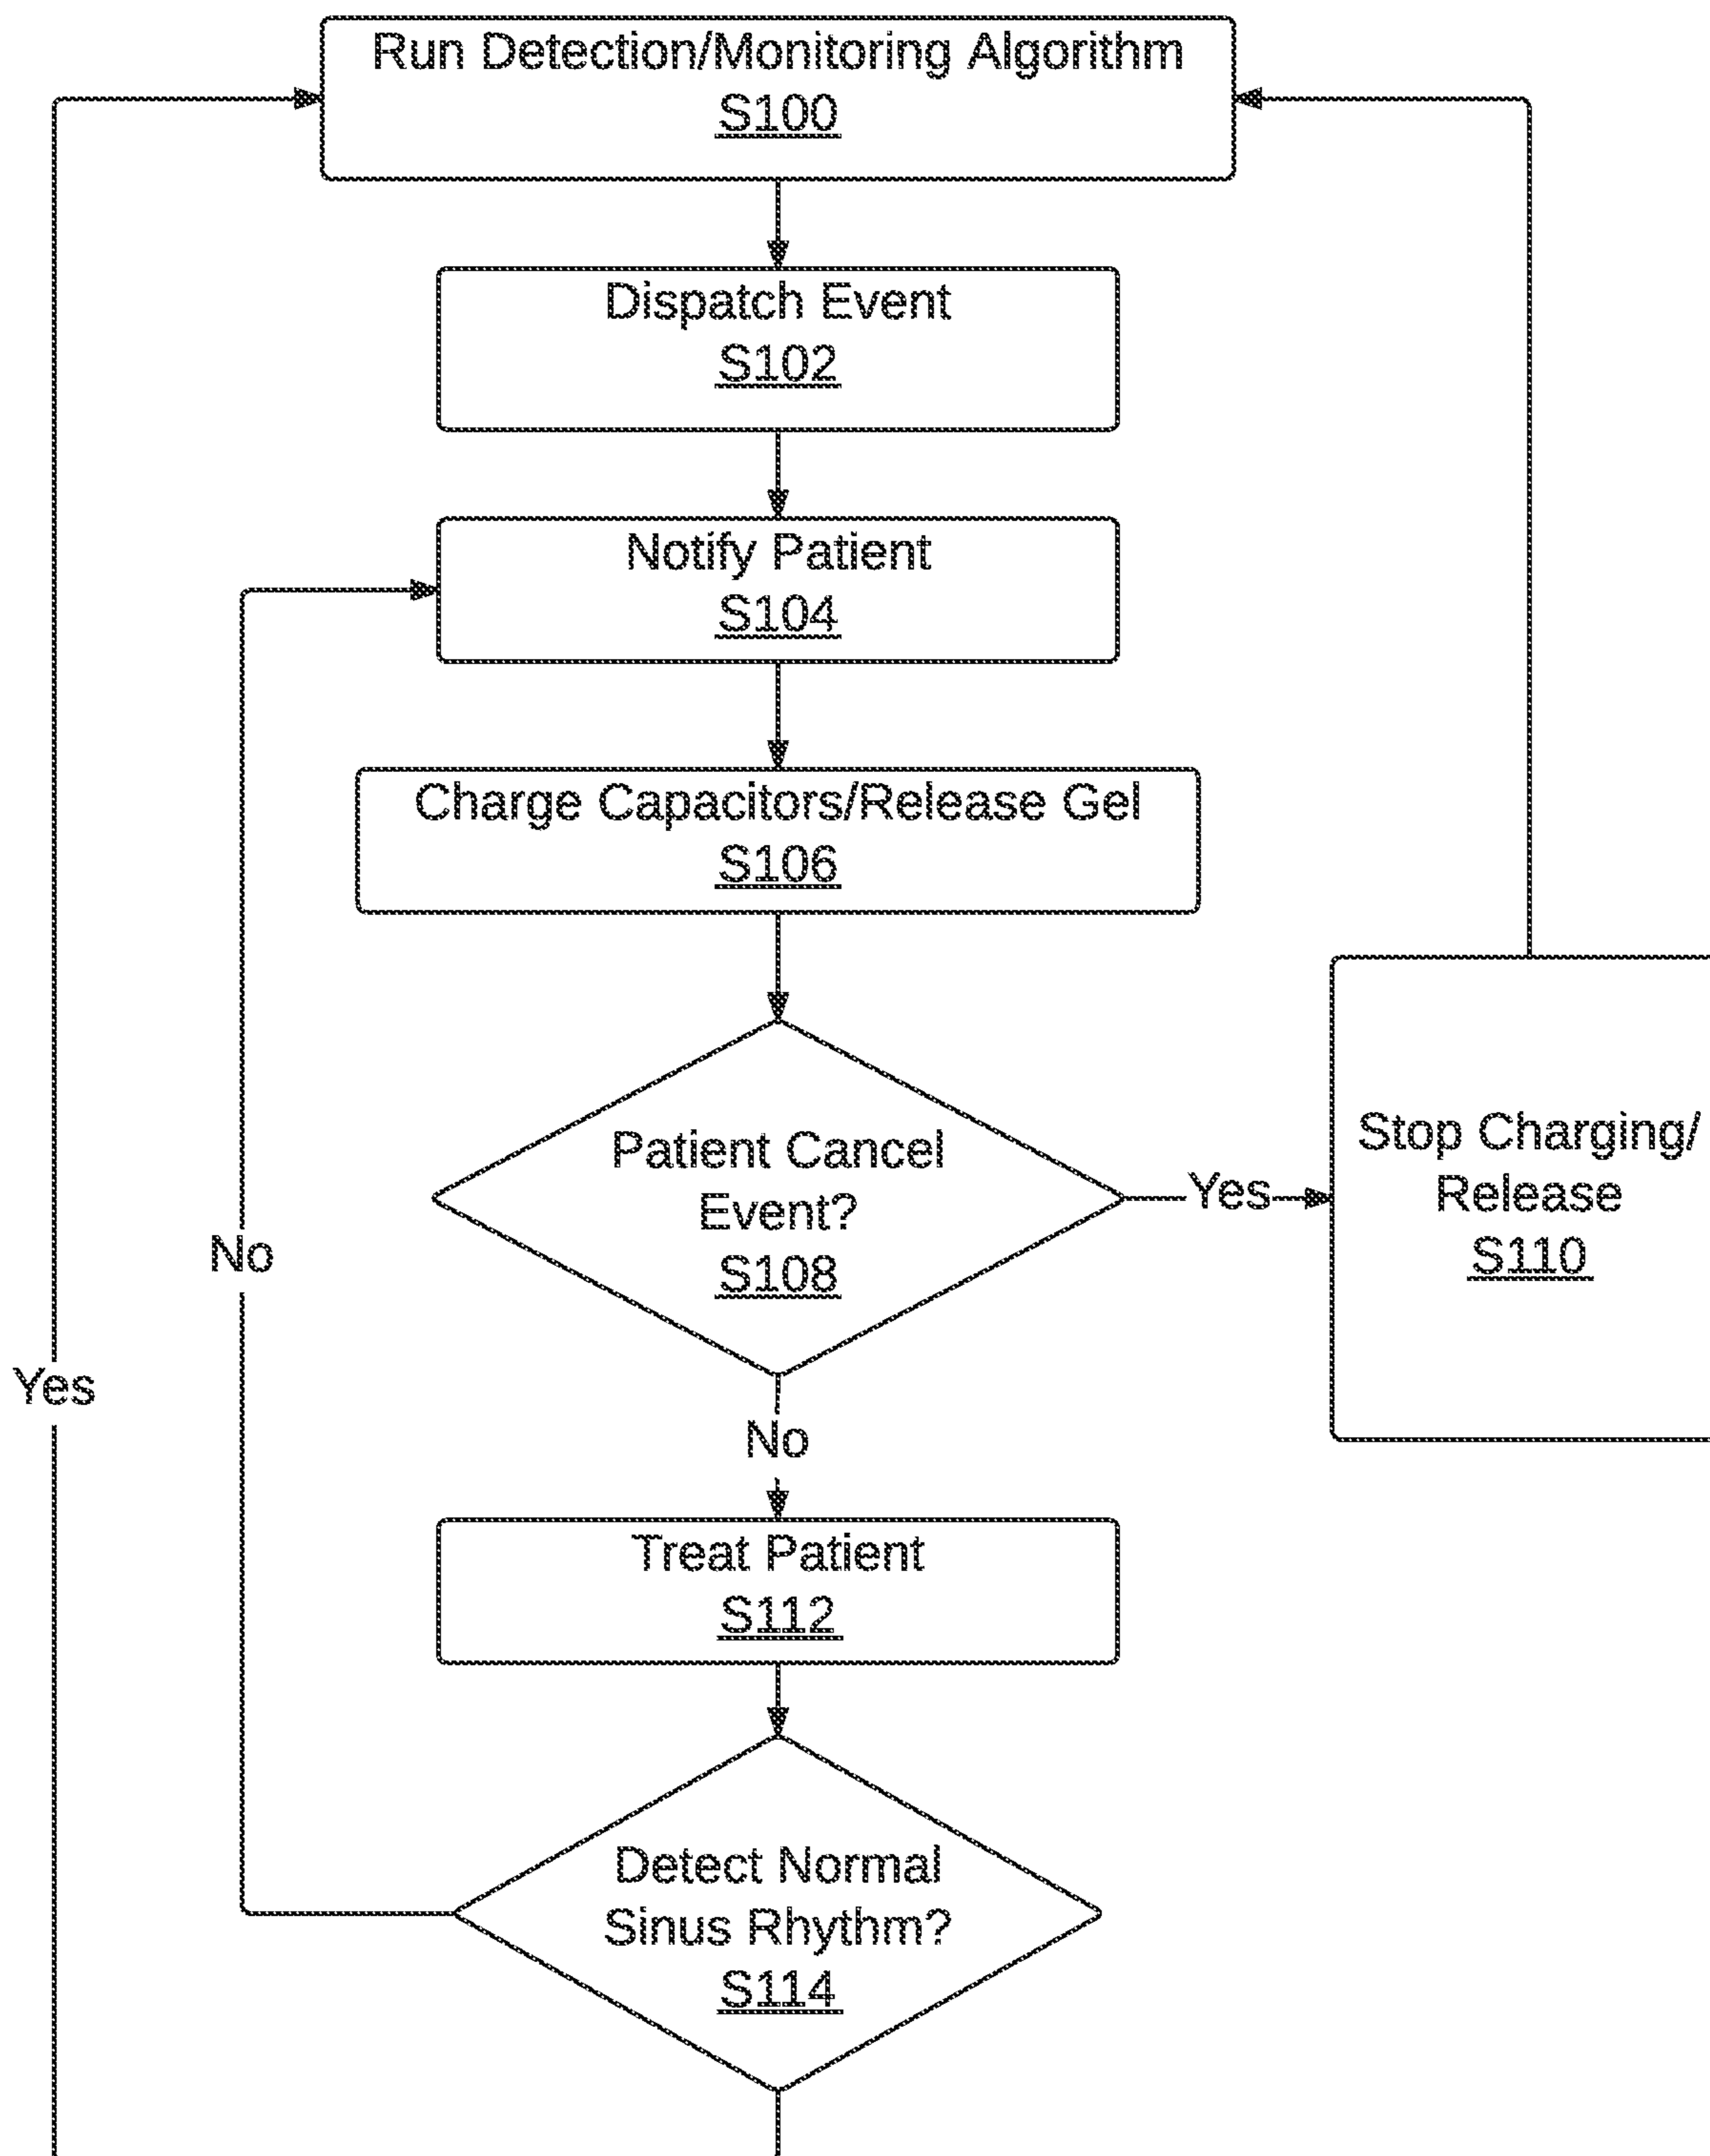 Run Detection/Monitoring Algorithm
S100
Dispatch Event
S102
Notify Patient
S104
Charge Capacitors/Release Gel
S106
Patient Cancel
Event?
S108
Yes
Stop Charging/
Release
S110
No
Yes
No
Treat Patient
S112
Detect Normal
Sinus Rhythm?
S114